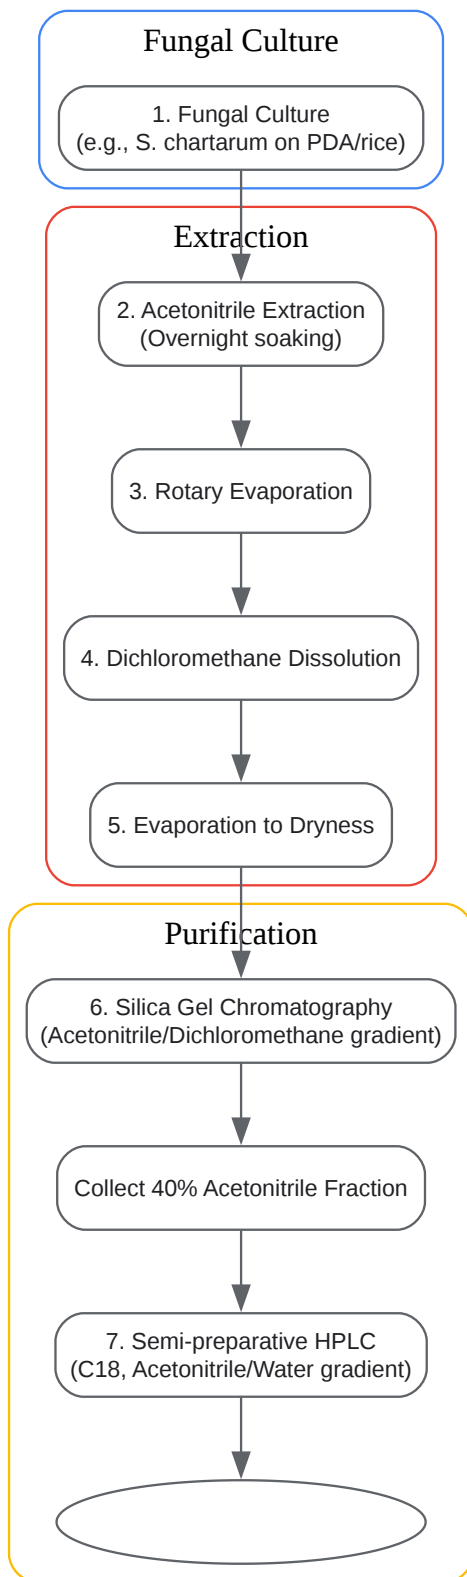 Fungal Culture
1. Fungal Culture
(e.g., S. chartarum on PDA/rice)
Extraction
2. Acetonitrile Extraction
(Overnight soaking)
3. Rotary Evaporation
4. Dichloromethane Dissolution
5. Evaporation to Dryness
Purification
6. Silica Gel Chromatography
(Acetonitrile/Dichloromethane gradient)
Collect 40% Acetonitrile Fraction
7. Semi-preparative HPLC
(C18, Acetonitrile/Water gradient)